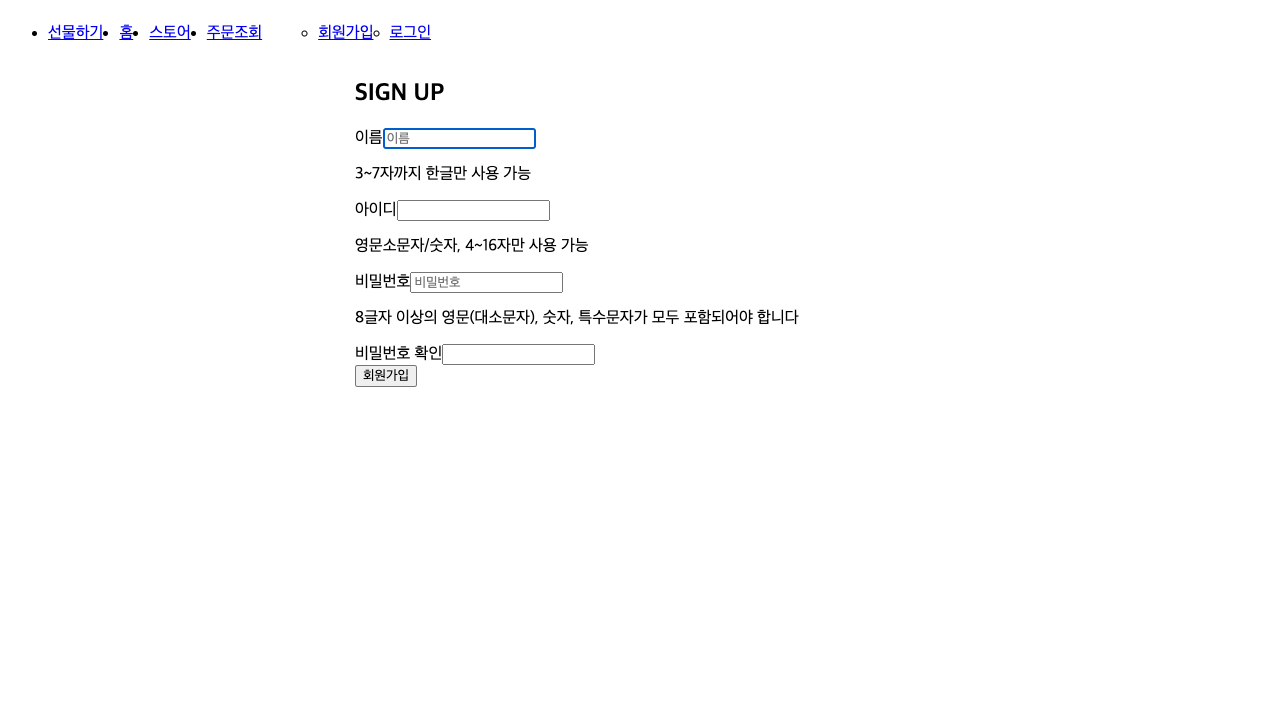 선물하기 홈 스토어 주문조회 회원가입 로그인
SIGN UP
이름 이름
3~7자까지 한글만 사용 가능
아이디
영문소문자/숫자, 4~16자만 사용 가능
비밀번호 비밀번호
8글자 이상의 영문(대소문자), 숫자, 특수문자가 모두 포함되어야 합니다
비밀번호 확인
회원가입